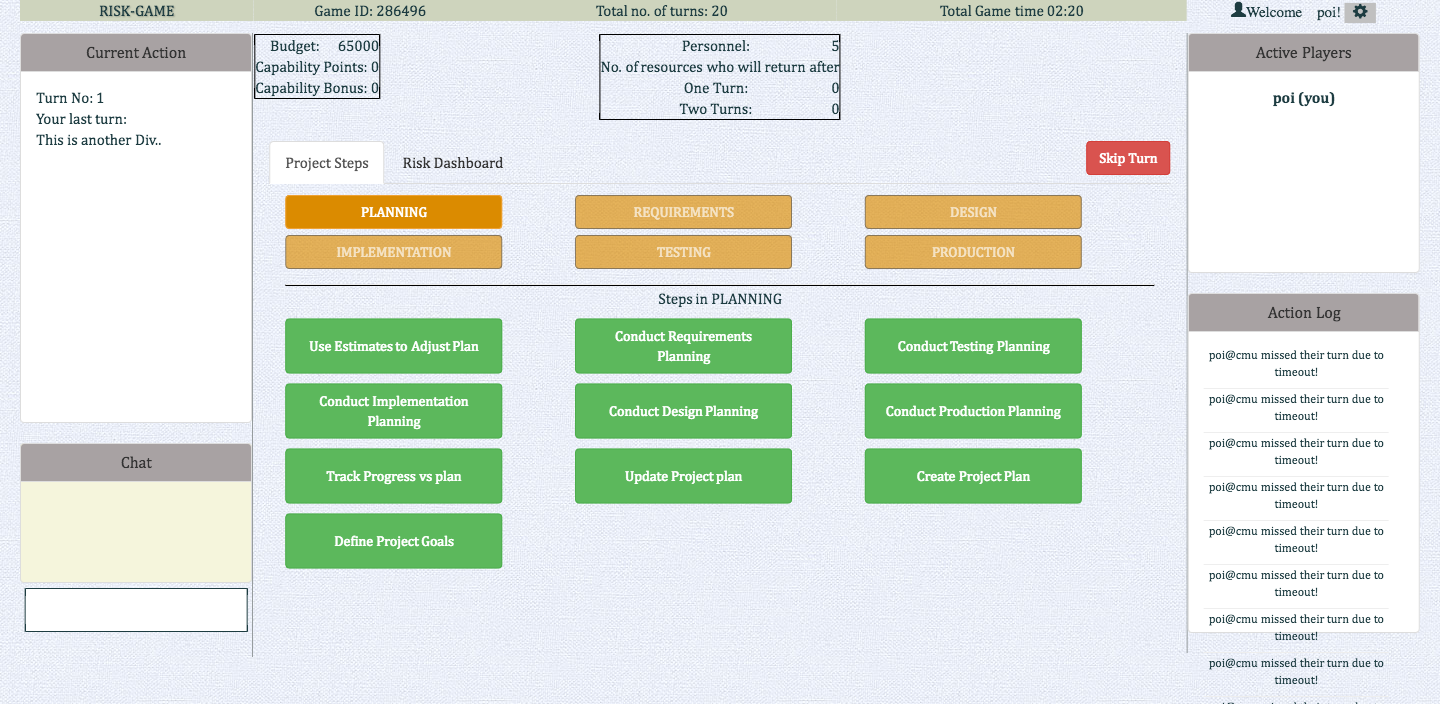 RISK-GAME
Game ID: 286496
Total no. of turns: 20
Total Game time 02:20
Welcome poi!
Current Action
Turn No: 1
Your last turn:
This is another Div..
Chat
Budget: 65000
Capability Points: 0
Capability Bonus: 0
Personnel: 5
No. of resources who will return after
One Turn: 0
Two Turns: 0
Project Steps
Risk Dashboard
Skip Turn
PLANNING
REQUIREMENTS
DESIGN
IMPLEMENTATION
TESTING
PRODUCTION
Steps in PLANNING
Use Estimates to Adjust Plan
Conduct Requirements
Planning
Conduct Testing Planning
Conduct Implementation
Planning
Conduct Design Planning
Conduct Production Planning
Track Progress vs plan
Update Project plan
Create Project Plan
Define Project Goals
Active Players
poi (you)
Action Log
poi@cmu missed their turn due to
timeout!
poi@cmu missed their turn due to
timeout!
poi@cmu missed their turn due to
timeout!
poi@cmu missed their turn due to
timeout!
poi@cmu missed their turn due to
timeout!
poi@cmu missed their turn due to
timeout!
poi@cmu missed their turn due to
timeout!
poi@cmu missed their turn due to
timeout!